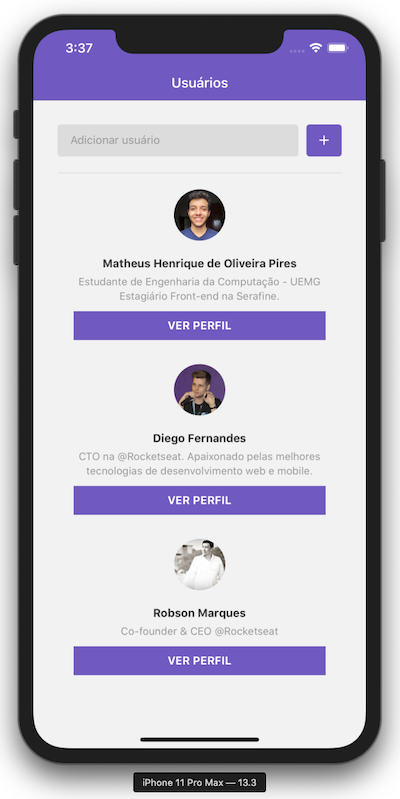 3:37
Usuários
Adicionar usuário
+
Matheus Henrique de Oliveira Pires
Estudante de Engenharia da Computação - UEMG
Estagiário Front-end na Serafine.
VER PERFIL
Diego Fernandes
CTO na @Rocketseat. Apaixonado pelas melhores
tecnologias de desenvolvimento web e mobile.
VER PERFIL
Robson Marques
Co-founder & CEO @Rocketseat
VER PERFIL
iPhone 11 Pro Max — 13.3